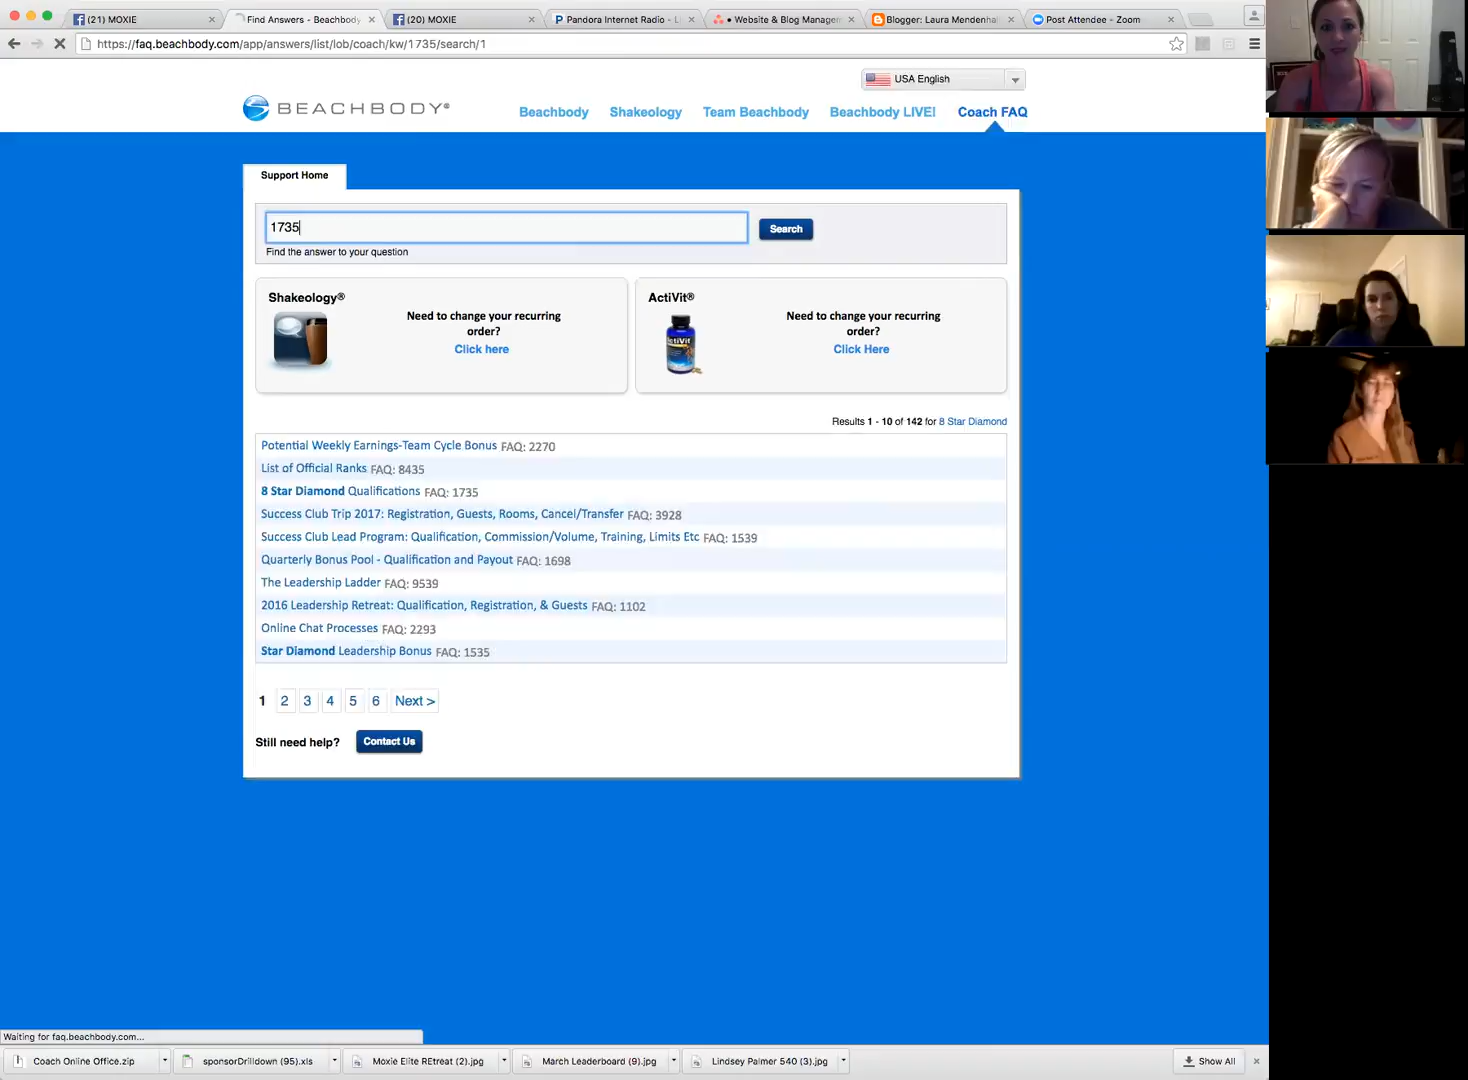 (21) MOXIE
Find Answers - Beachbody
(20) MOXIE
Pandora Internet Radio - Li
• Website & Blog Managem
Blogger: Laura Mendenhal
Post Attendee - Zoom
https://faq.beachbody.com/app/answers/list/lob/coach/kw/1735/search/1
USA English
BEACHBODY®
Beachbody
Shakeology
Team Beachbody
Beachbody LIVE!
Coach FAQ
Support Home
1735
Search
Find the answer to your question
Shakeology®
Need to change your recurring
order?
Click here
ActiVit®
ActiVit
Need to change your recurring
order?
Click Here
Results 1 - 10 of 142 for 8 Star Diamond
Potential Weekly Earnings-Team Cycle Bonus FAQ: 2270
List of Official Ranks FAQ: 8435
8 Star Diamond Qualifications FAQ: 1735
Success Club Trip 2017: Registration, Guests, Rooms, Cancel/Transfer FAQ: 3928
Success Club Lead Program: Qualification, Commission/Volume, Training, Limits Etc FAQ: 1539
Quarterly Bonus Pool - Qualification and Payout FAQ: 1698
The Leadership Ladder FAQ: 9539
2016 Leadership Retreat: Qualification, Registration, & Guests FAQ: 1102
Online Chat Processes FAQ: 2293
Star Diamond Leadership Bonus FAQ: 1535
1 2 3 4 5 6 Next >
Still need help? Contact Us
Waiting for faq.beachbody.com...
Coach Online Office.zip
sponsorDrilldown (95).xls
Moxie Elite REtreat (2).jpg
March Leaderboard (9).jpg
Lindsey Palmer 540 (3).jpg
Show All